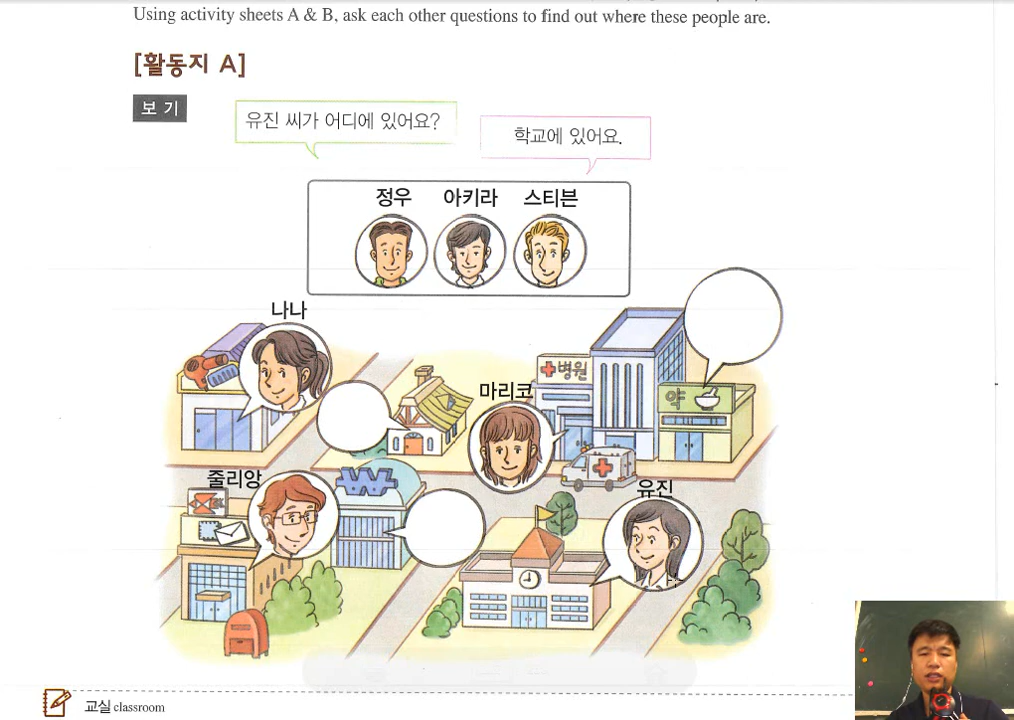 Using activity sheets A & B, ask each other questions to find out where these people are.
[활동지 A]
보 기
유진 씨가 어디에 있어요?
학교에 있어요.
정우 아키라 스티븐
나나
병원
마리코
약
줄리앙
W
유진
교실 classroom